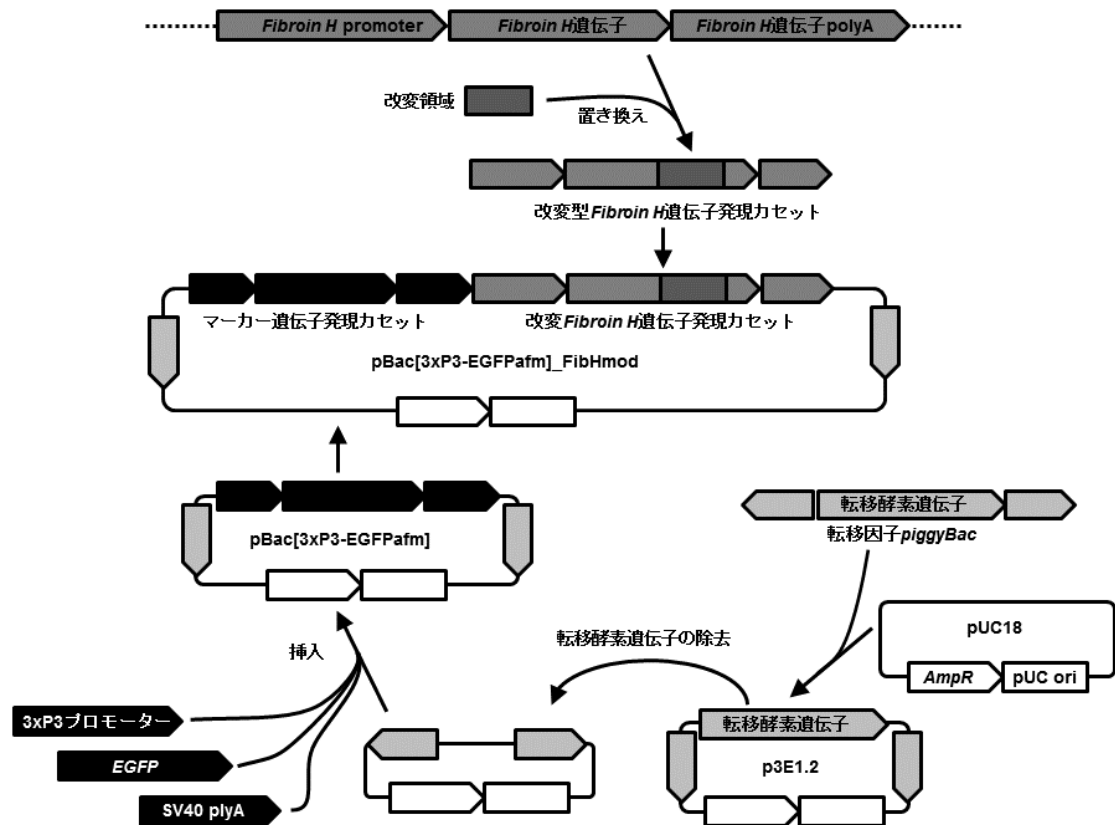 Fibroin H promoter
Fibroin H遺伝子
Fibroin H遺伝子polyA
改変領域
置き換え
改変型Fibroin H遺伝子発現カセット
マーカー遺伝子発現カセット
改変Fibroin H遺伝子発現カセット
pBac[3xP3-EGFPafm]_FibHmod
pBac[3xP3-EGFPafm]
転移酵素遺伝子
転移因子piggyBac
pUC18
AmpR
pUC ori
転移酵素遺伝子の除去
挿入
3xP3プロモーター
EGFP
SV40 plyA
転移酵素遺伝子
p3E1.2